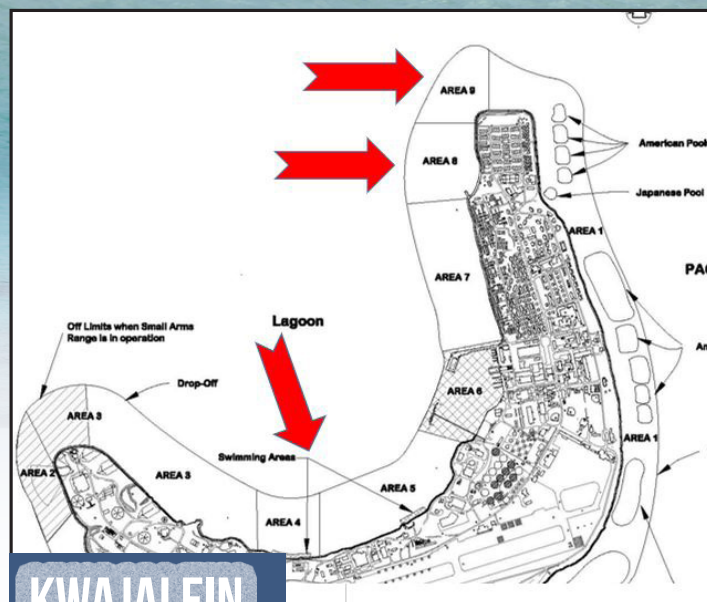 AREA 9
American Pools
AREA 8
Japanese Pool
AREA 1
AREA 7
Lagoon
Off Limits when Small Arms
Range is in operation
Drop-Off
AREA 6
AREA 3
Swimming Areas
AREA 1
AREA 2
AREA 3
AREA 5
AREA 4
KWAJALEIN